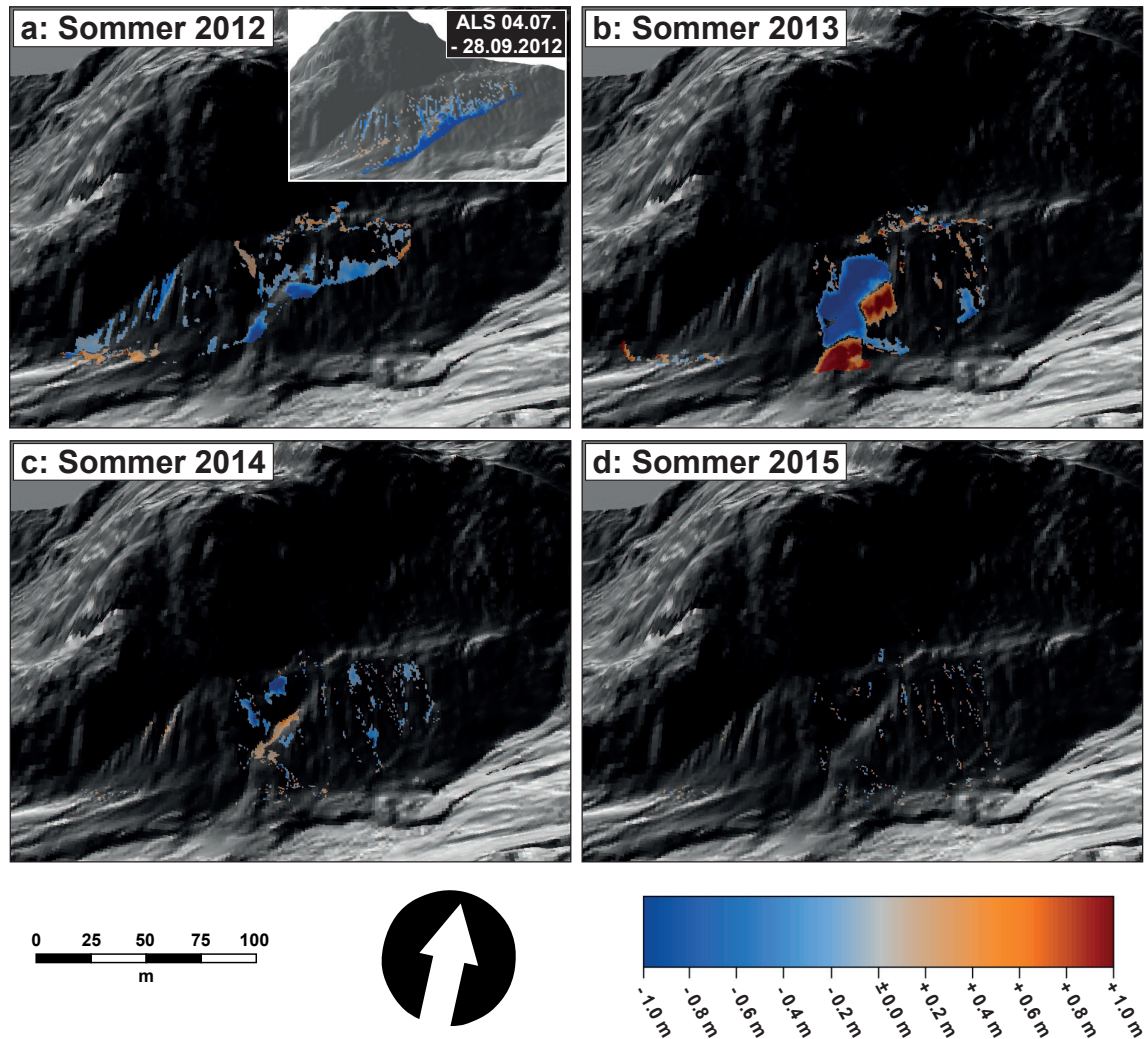 a: Sommer 2012
ALS 04.07.
- 28.09.2012
b: Sommer 2013
c: Sommer 2014
d: Sommer 2015
0 25 50 75 100
m
- 1.0 m
- 0.8 m
- 0.6 m
- 0.4 m
- 0.2 m
±0.0 m
+ 0.2 m
+ 0.4 m
+ 0.6 m
+ 0.8 m
+ 1.0 m